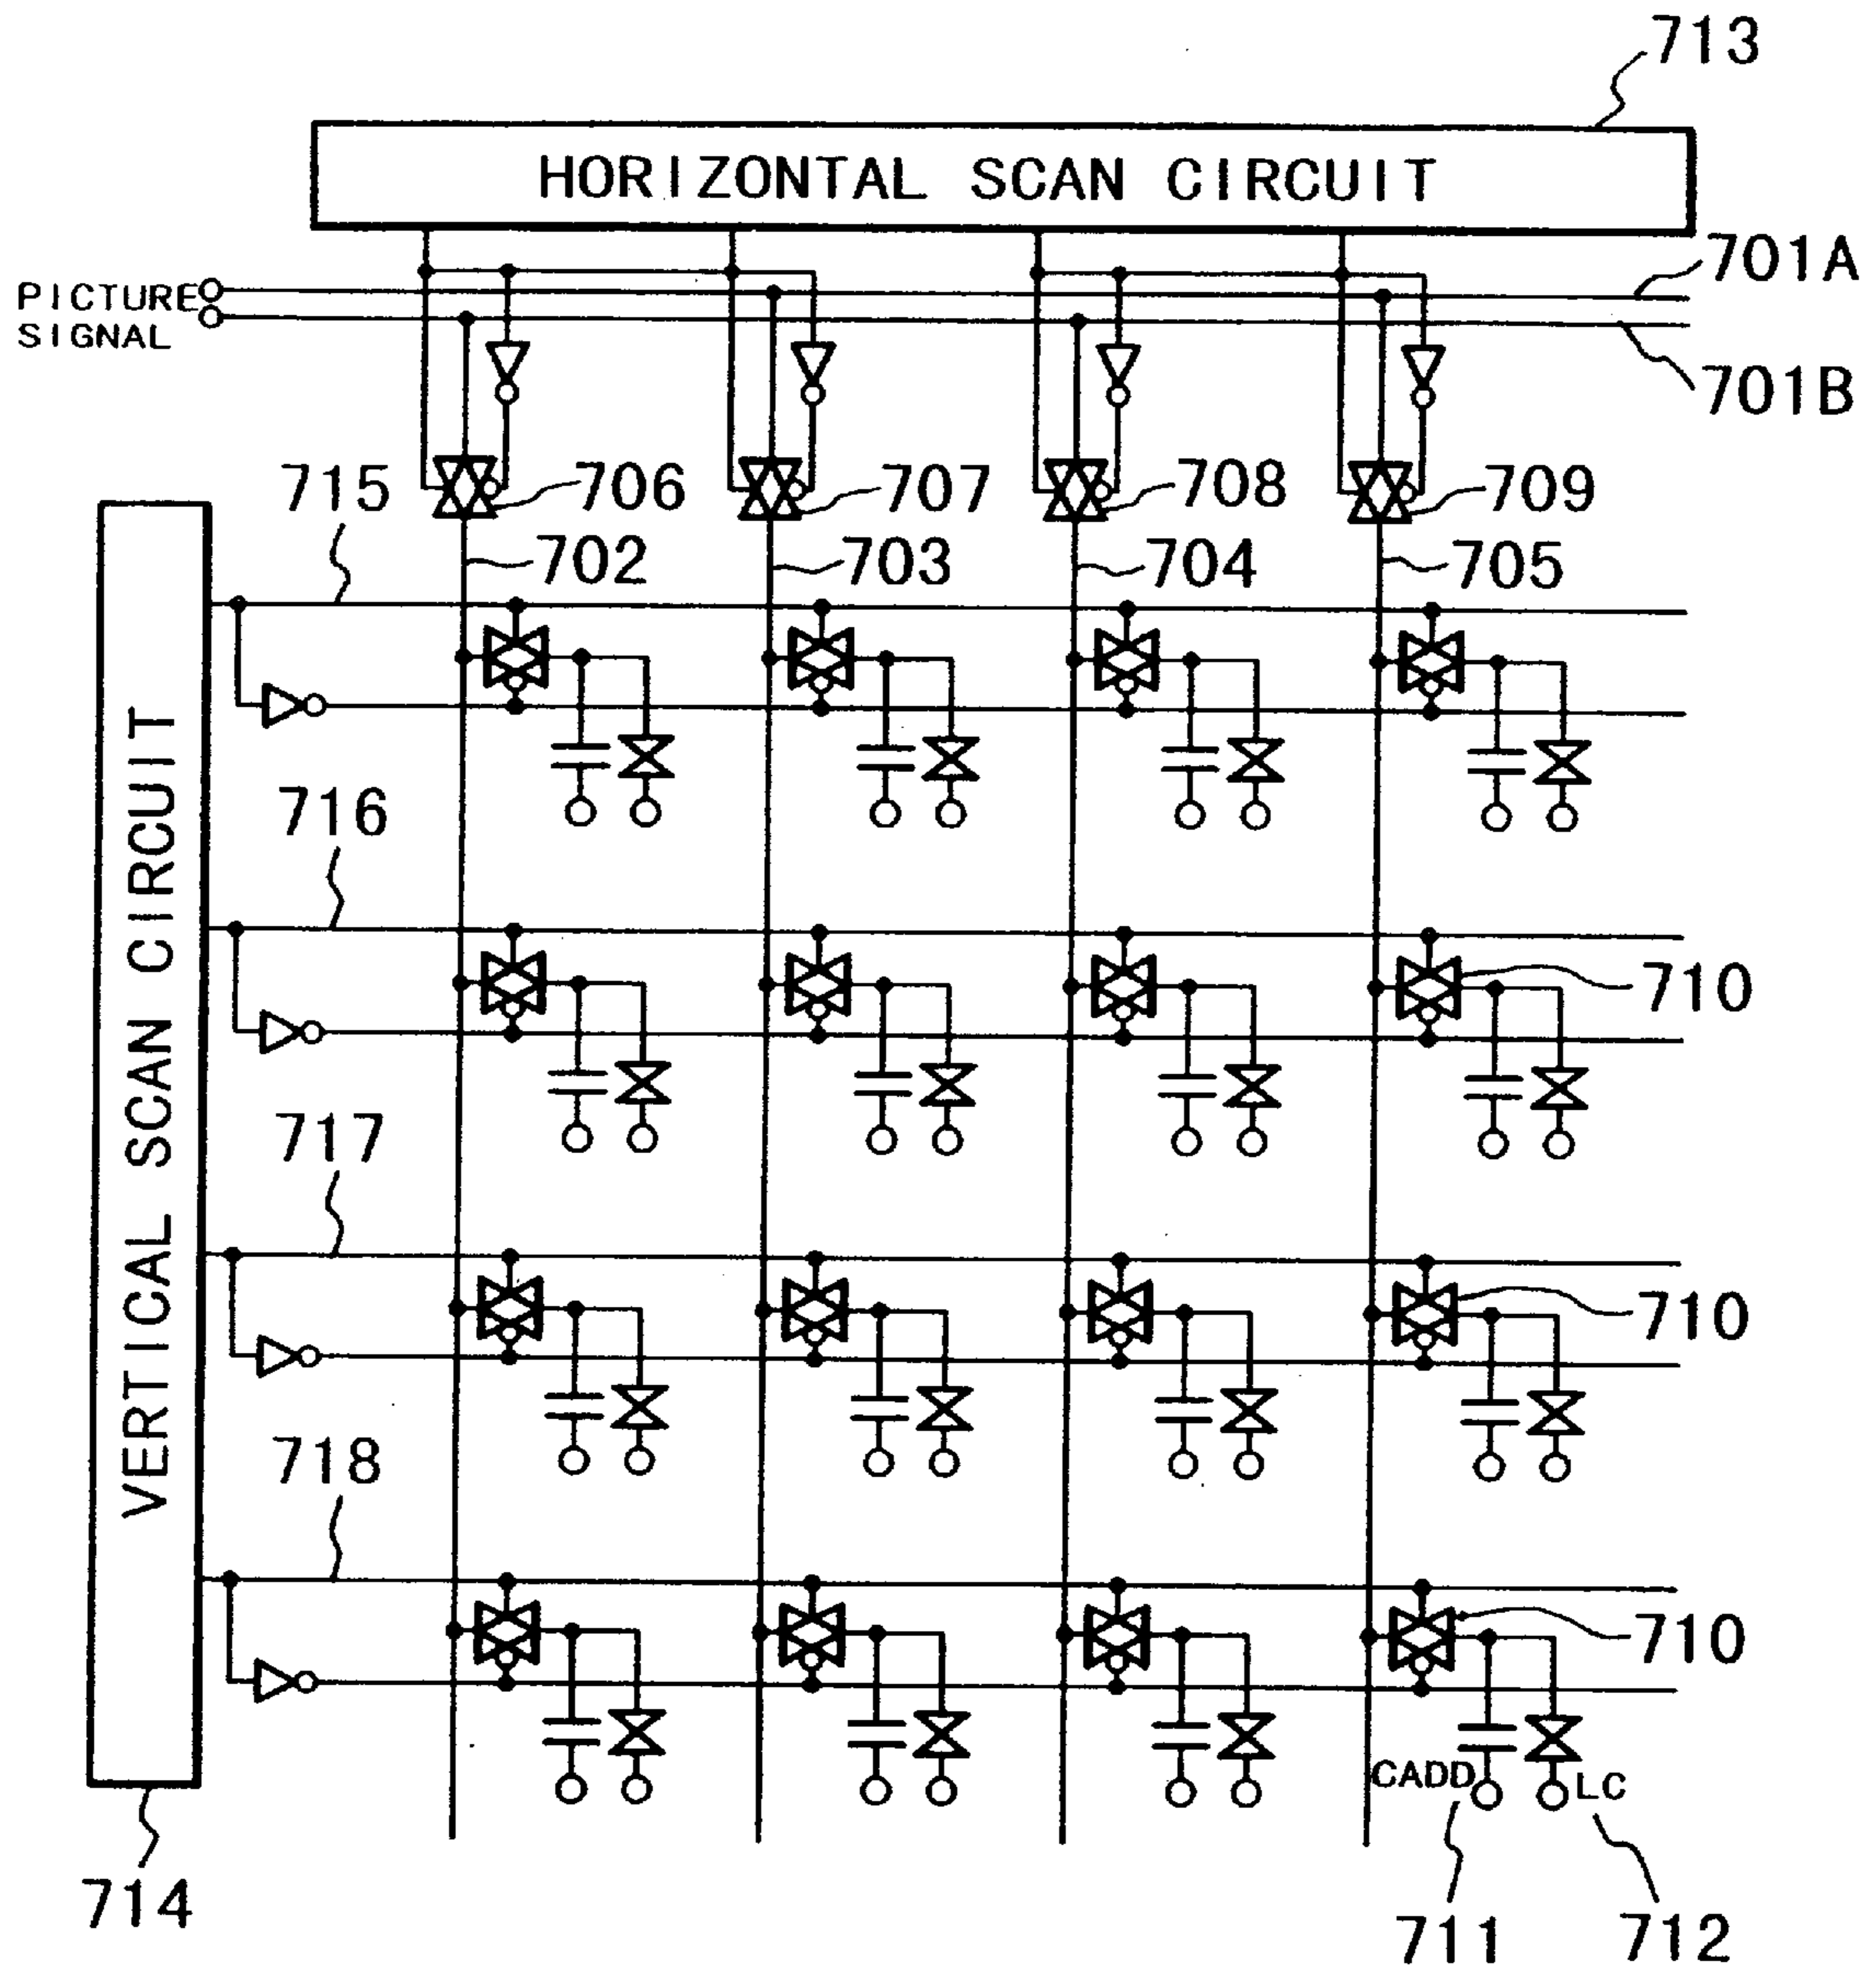 713
HORIZONTAL SCAN CIRCUIT
701A
PICTURE
SIGNAL
701B
715
706
707
708
709
702
703
704
705
716
710
717
710
718
710
VERTICAL SCAN CIRCUIT
CADD
LC
714
711
712